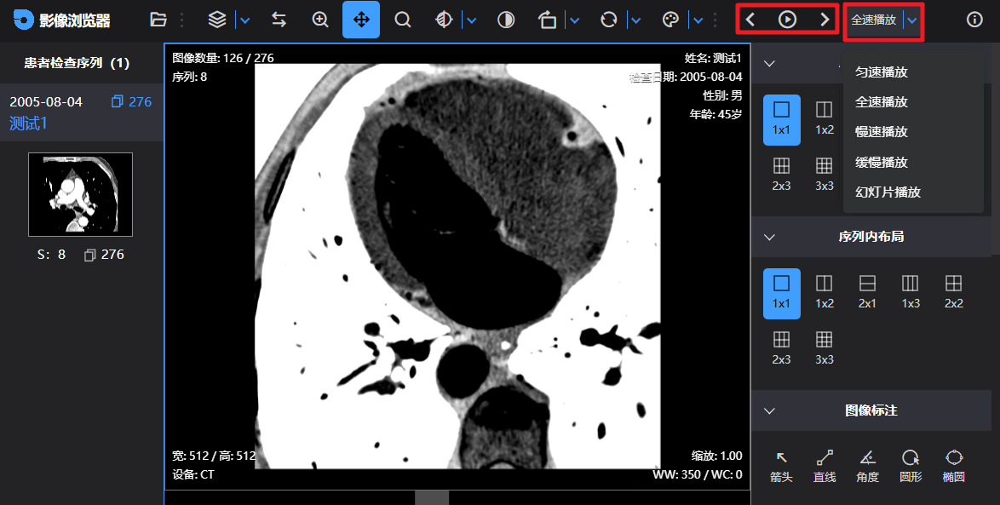 影像浏览器
全速播放
患者检查序列 (1)
2005-08-04
276
测试1
S: 8
276
图像数量: 126 / 276
序列: 8
姓名: 测试1
检查日期: 2005-08-04
性别: 男
年龄: 45岁
宽: 512 / 高: 512
设备: CT
缩放: 1.00
WW: 350 / WC: 0
匀速播放
全速播放
慢速播放
缓慢播放
幻灯片播放
1x1
1x2
2x3
3x3
序列内布局
1x1
1x2
2x1
1x3
2x2
2x3
3x3
图像标注
箭头
直线
角度
圆形
椭圆